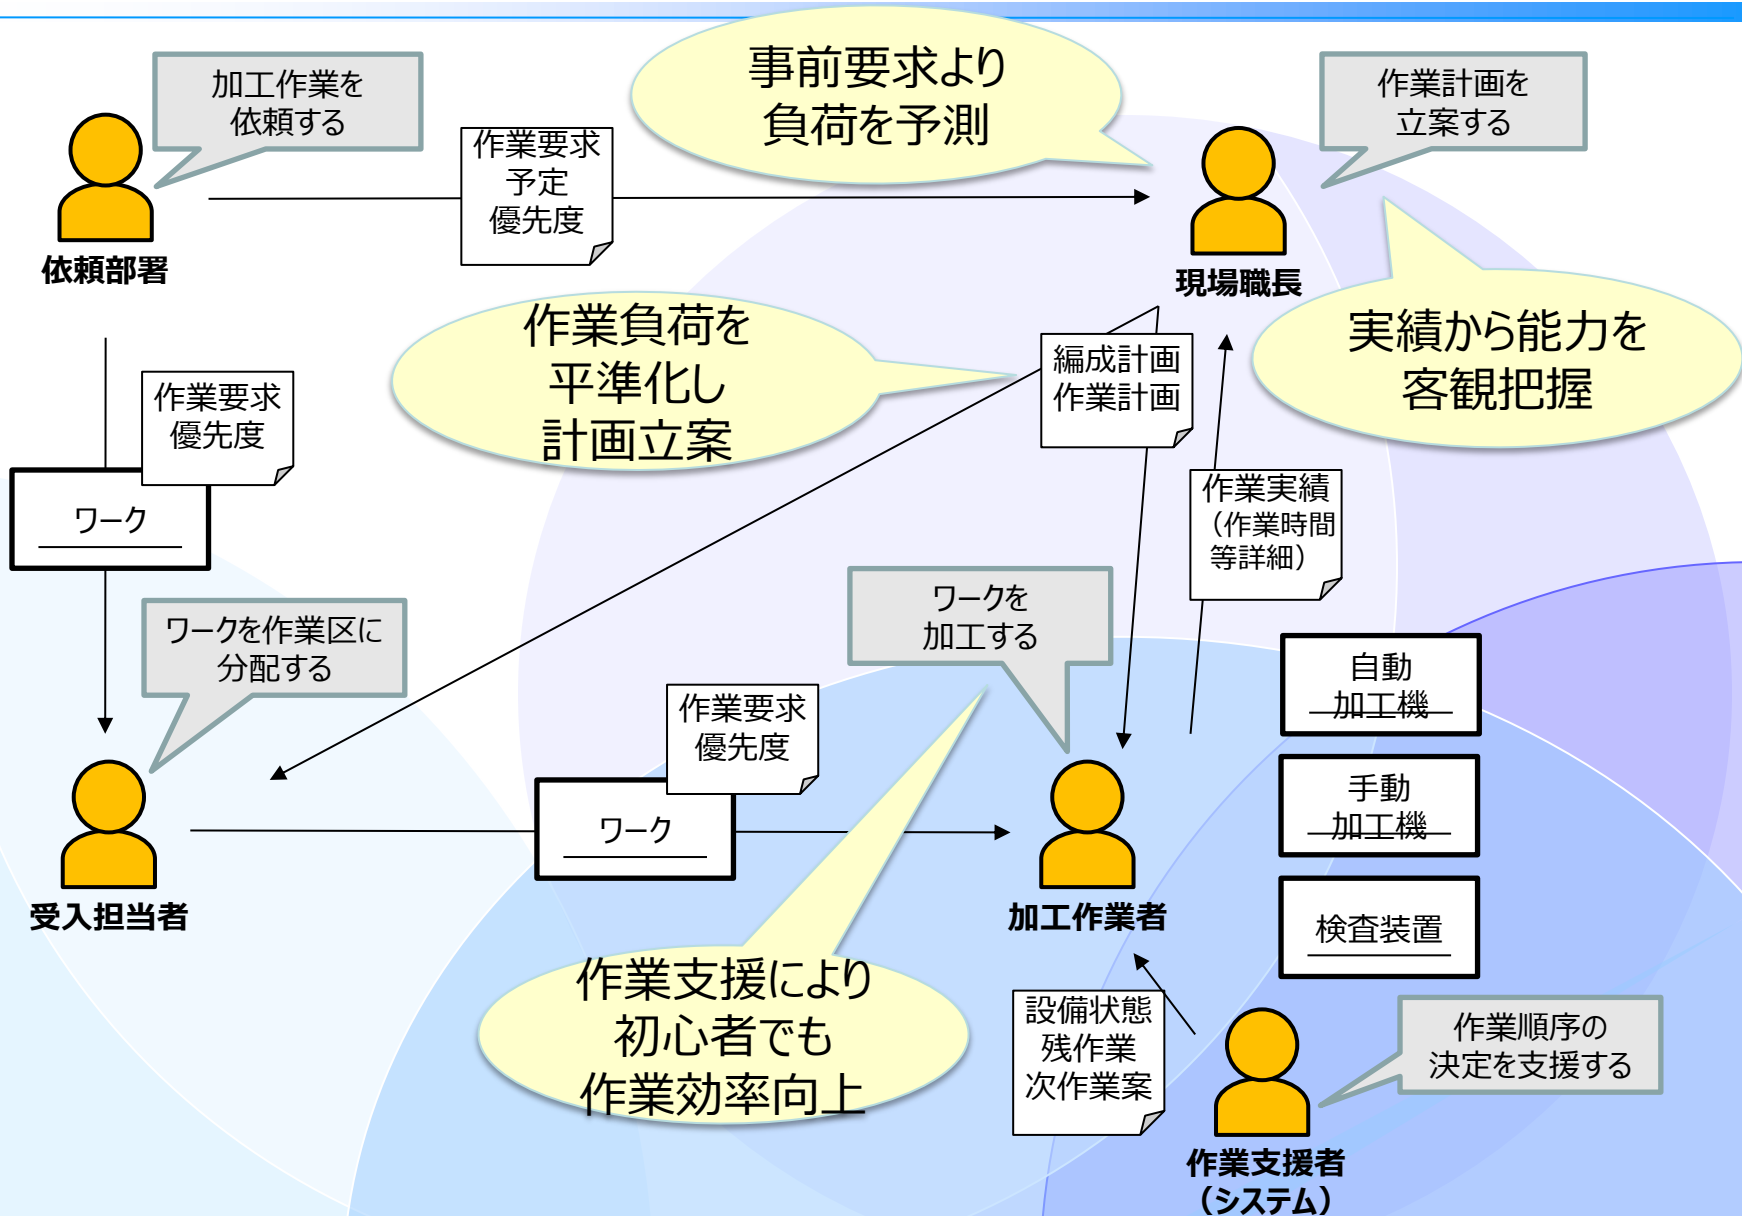 加工作業を
依頼する
依頼部署
作業要求
予定
優先度
事前要求より
負荷を予測
作業計画を
立案する
現場職長
実績から能力を
客観把握
作業負荷を
平準化し
計画立案
編成計画
作業計画
作業実績
（作業時間
等詳細）
作業要求
優先度
ワーク
ワークを作業区に
分配する
受入担当者
作業要求
優先度
ワーク
ワークを
加工する
加工作業者
自動
加工機
手動
加工機
検査装置
作業支援により
初心者でも
作業効率向上
設備状態
残作業
次作業案
作業順序の
決定を支援する
作業支援者
（システム）